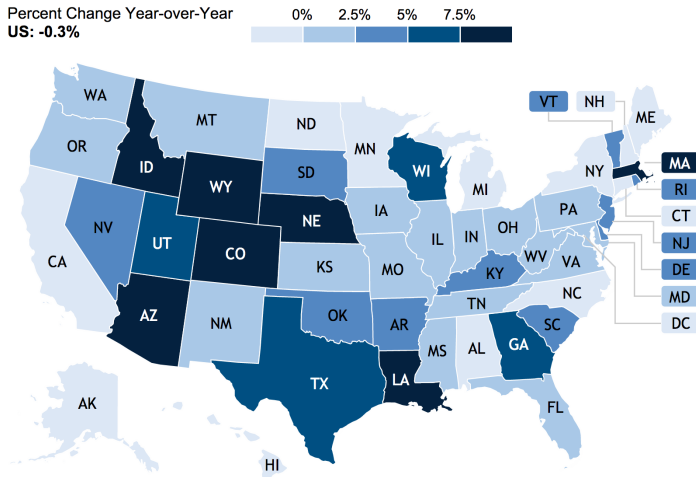 Percent Change Year-over-Year
US: -0.3%
0% 2.5% 5% 7.5%
WA
MT
ND
MN
VT
NH
ME
OR
ID
WY
SD
WI
MI
NY
MA
RI
CT
NJ
DE
MD
DC
NV
UT
CO
NE
IA
IL
IN
OH
PA
CA
KS
MO
KY
WV
VA
AZ
NM
OK
AR
TN
NC
SC
MS
AL
GA
TX
LA
FL
AK
HI